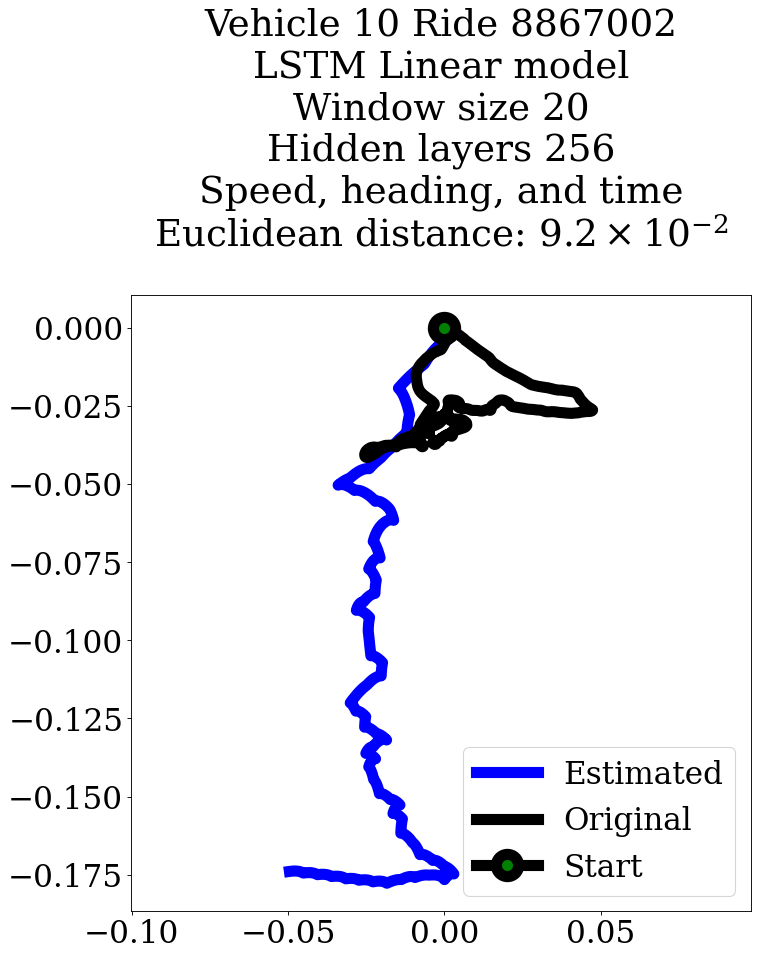 Vehicle 10 Ride 8867002
LSTM Linear model
Window size 20
Hidden layers 256
Speed, heading, and time
Euclidean distance: 9.2 × 10⁻²
0.000
−0.025
−0.050
−0.075
−0.100
−0.125
−0.150
−0.175
Estimated
Original
Start
−0.10
−0.05
0.00
0.05